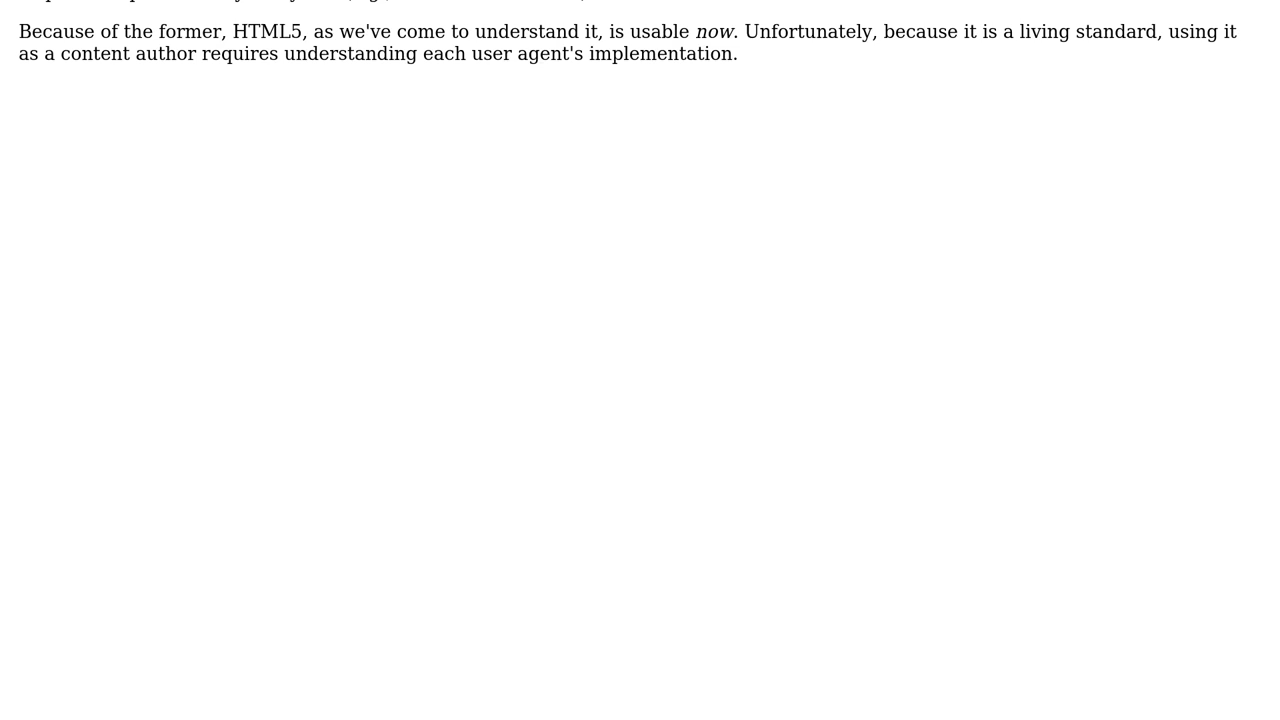 Because of the former, HTML5, as we've come to understand it, is usable now. Unfortunately, because it is a living standard, using it
as a content author requires understanding each user agent's implementation.